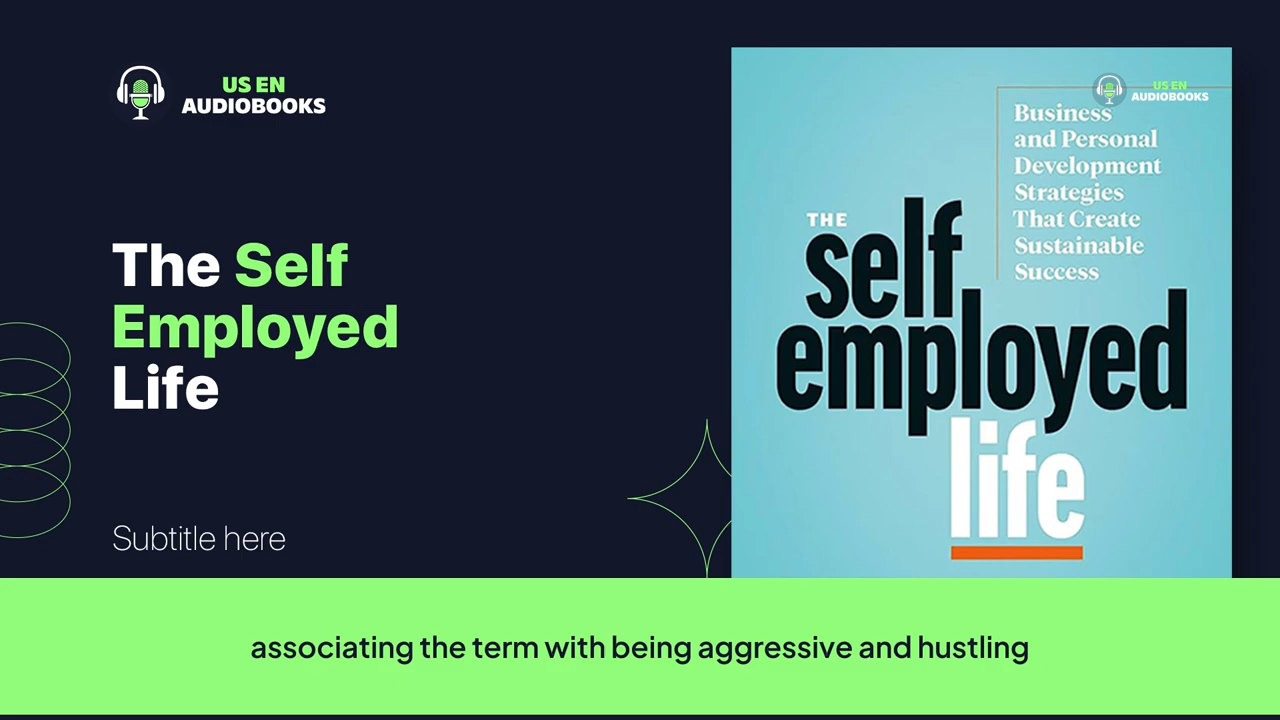 US EN
AUDIOBOOKS
The Self
Employed
Life
Subtitle here
US EN
AUDIOBOOKS
Business
and Personal
Development
Strategies
That Create
Sustainable
Success
THE
self
employed
life
associating the term with being aggressive and hustling